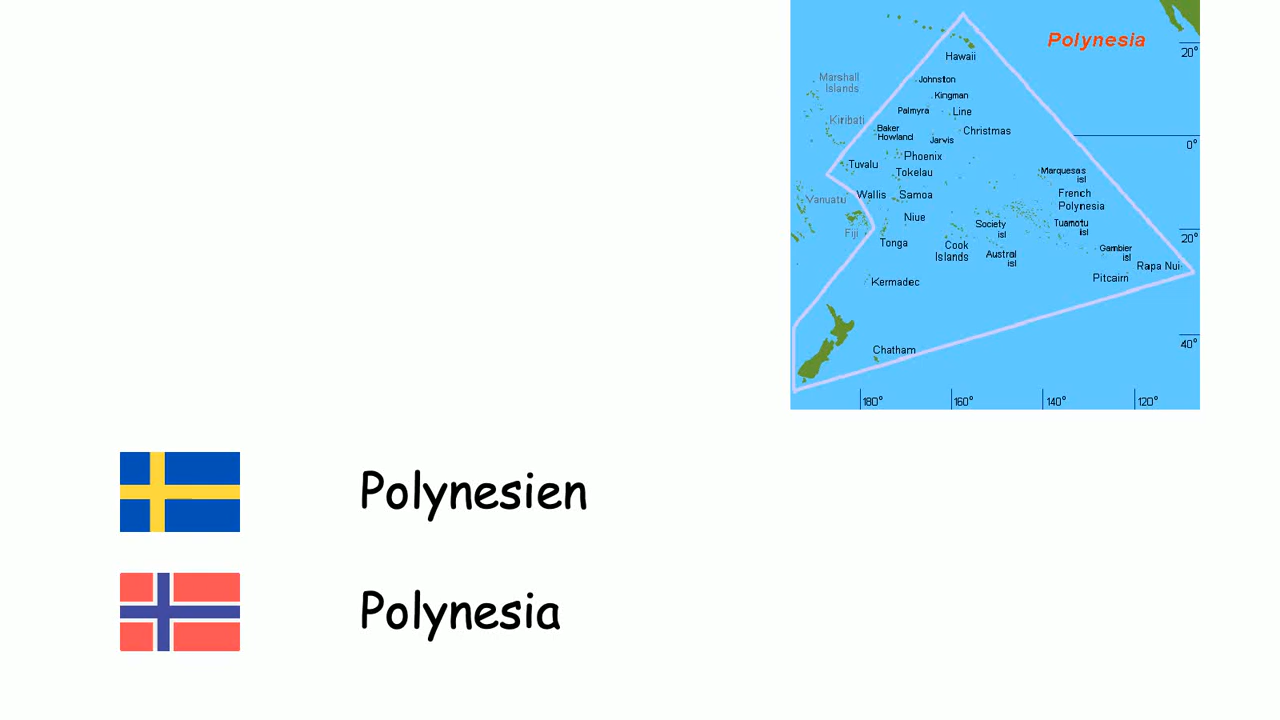 Polynesia
20°
Hawaii
Marshall
Islands
Johnston
Kingman
Palmyra
Line
Kiribati
Baker
Howland
Christmas
Jarvis
0°
Phoenix
Tuvalu
Tokelau
Marquesas
isl
Vanuatu
Wallis
Samoa
French
Polynesia
Niue
Fiji
Society
isl
Tuamotu
isl
20°
Tonga
Cook
Islands
Austral
isl
Gambier
isl
Rapa Nui
Pitcairn
Kermadec
40°
Chatham
180°
160°
140°
120°
Polynesien
Polynesia